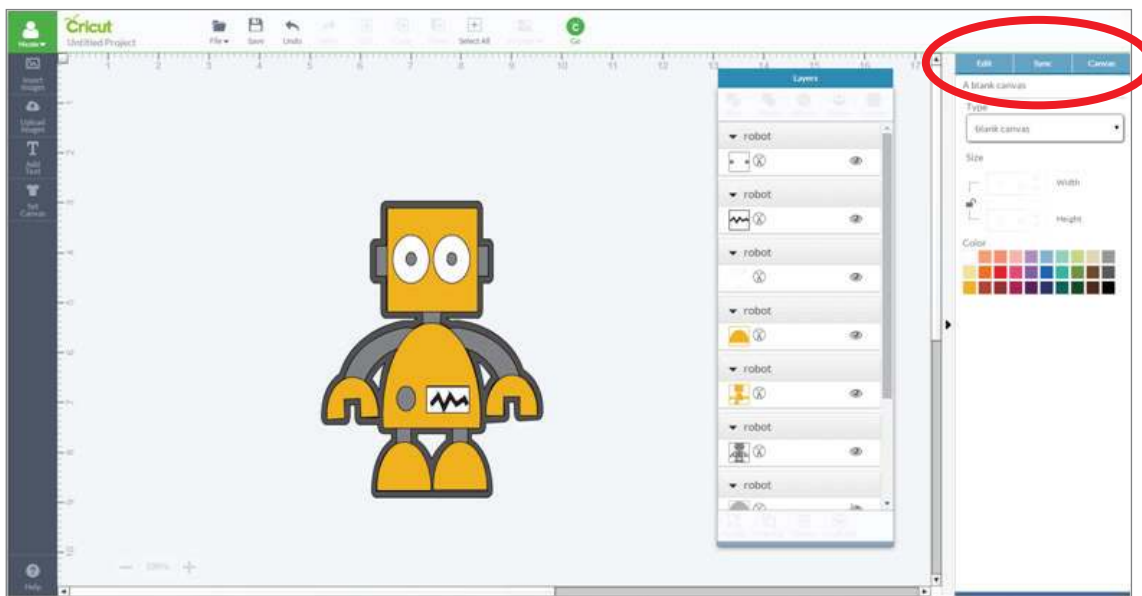 Cricut
Untitled Project
Nicole
File
Save
Undo
Select All
C
Go
1 2 3 4 5 6 7 8 9 10 11 12 13 14 15 16 17
Insert
Images
Upload
Images
T
Add
Text
Set
Canvas
Help
Layers
robot
robot
robot
robot
robot
robot
robot
100%
Edit Sync Canvas
A blank canvas
Type
blank canvas
Size
Width
Height
Color